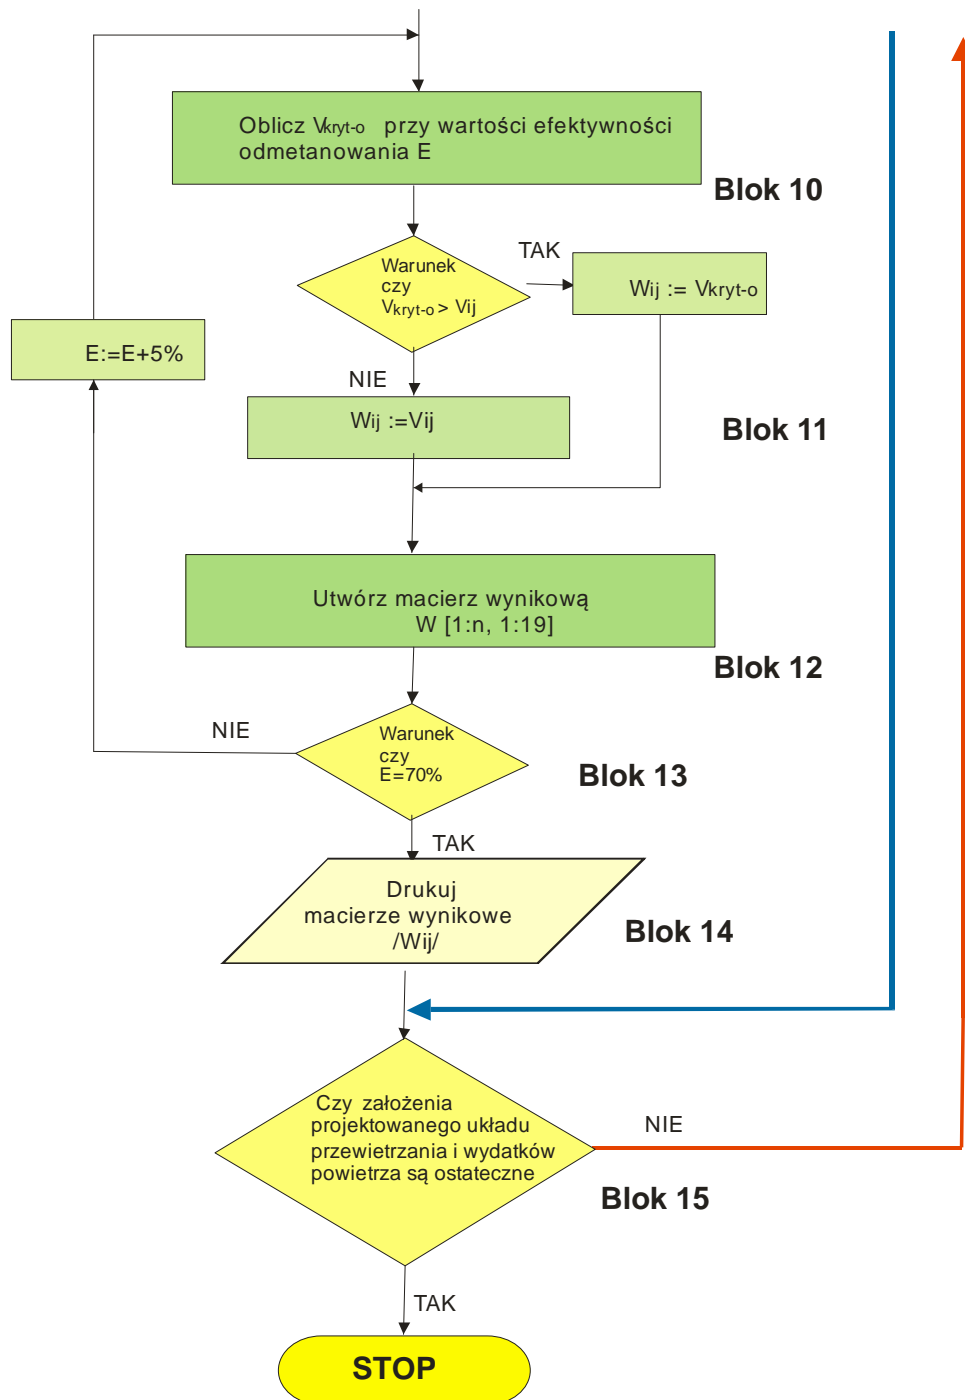 Oblicz Vkryt-o przy wartości efektywności
odmetanowania E
Blok 10
TAK
Warunek
czy
Vkryt-o > Vij
Wij := Vkryt-o
E:=E+5%
NIE
Wij :=Vij
Blok 11
Utwórz macierz wynikową
W [1:n, 1:19]
Blok 12
NIE
Warunek
czy
E=70%
Blok 13
TAK
Drukuj
macierze wynikowe
/Wij/
Blok 14
Czy założenia
projektowanego układu
przewietrzania i wydatków
powietrza są ostateczne
NIE
Blok 15
TAK
STOP